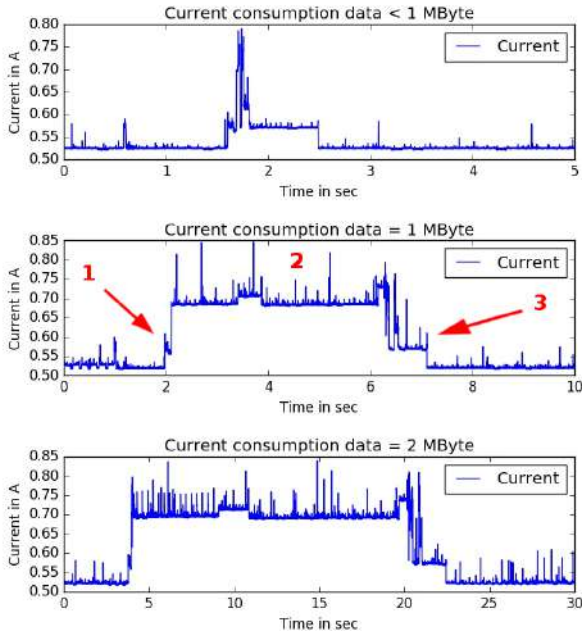 Current consumption data < 1 MByte
Current in A
0.80
0.75
0.70
0.65
0.60
0.55
0.50
Current
0 1 2 3 4 5
Time in sec
Current consumption data = 1 MByte
Current in A
0.85
0.80
0.75
0.70
0.65
0.60
0.55
0.50
Current
1
2
3
0 2 4 6 8 10
Time in sec
Current consumption data = 2 MByte
Current in A
0.85
0.80
0.75
0.70
0.65
0.60
0.55
0.50
Current
0 5 10 15 20 25 30
Time in sec